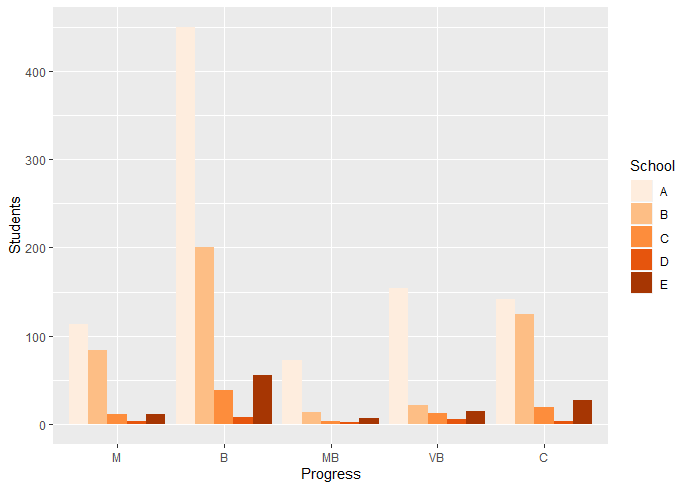 Students
400
300
200
100
0
M B MB VB C
Progress
School
A
B
C
D
E